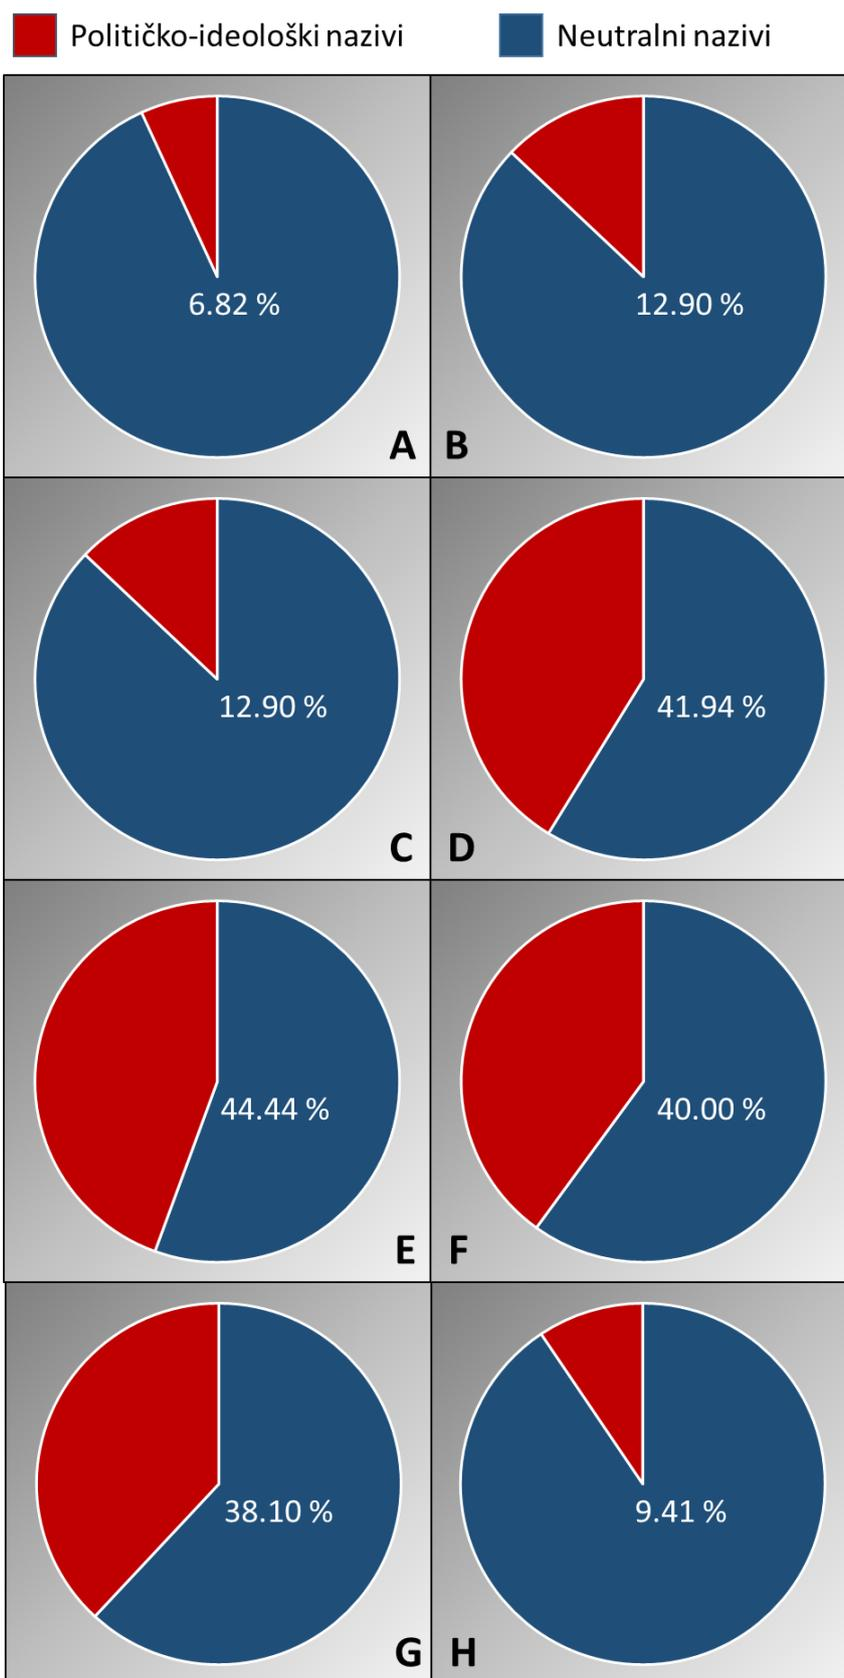 Političko-ideološki nazivi Neutralni nazivi
6.82 %
A
12.90 %
B
12.90 %
C
41.94 %
D
44.44 %
E
40.00 %
F
38.10 %
G
9.41 %
H